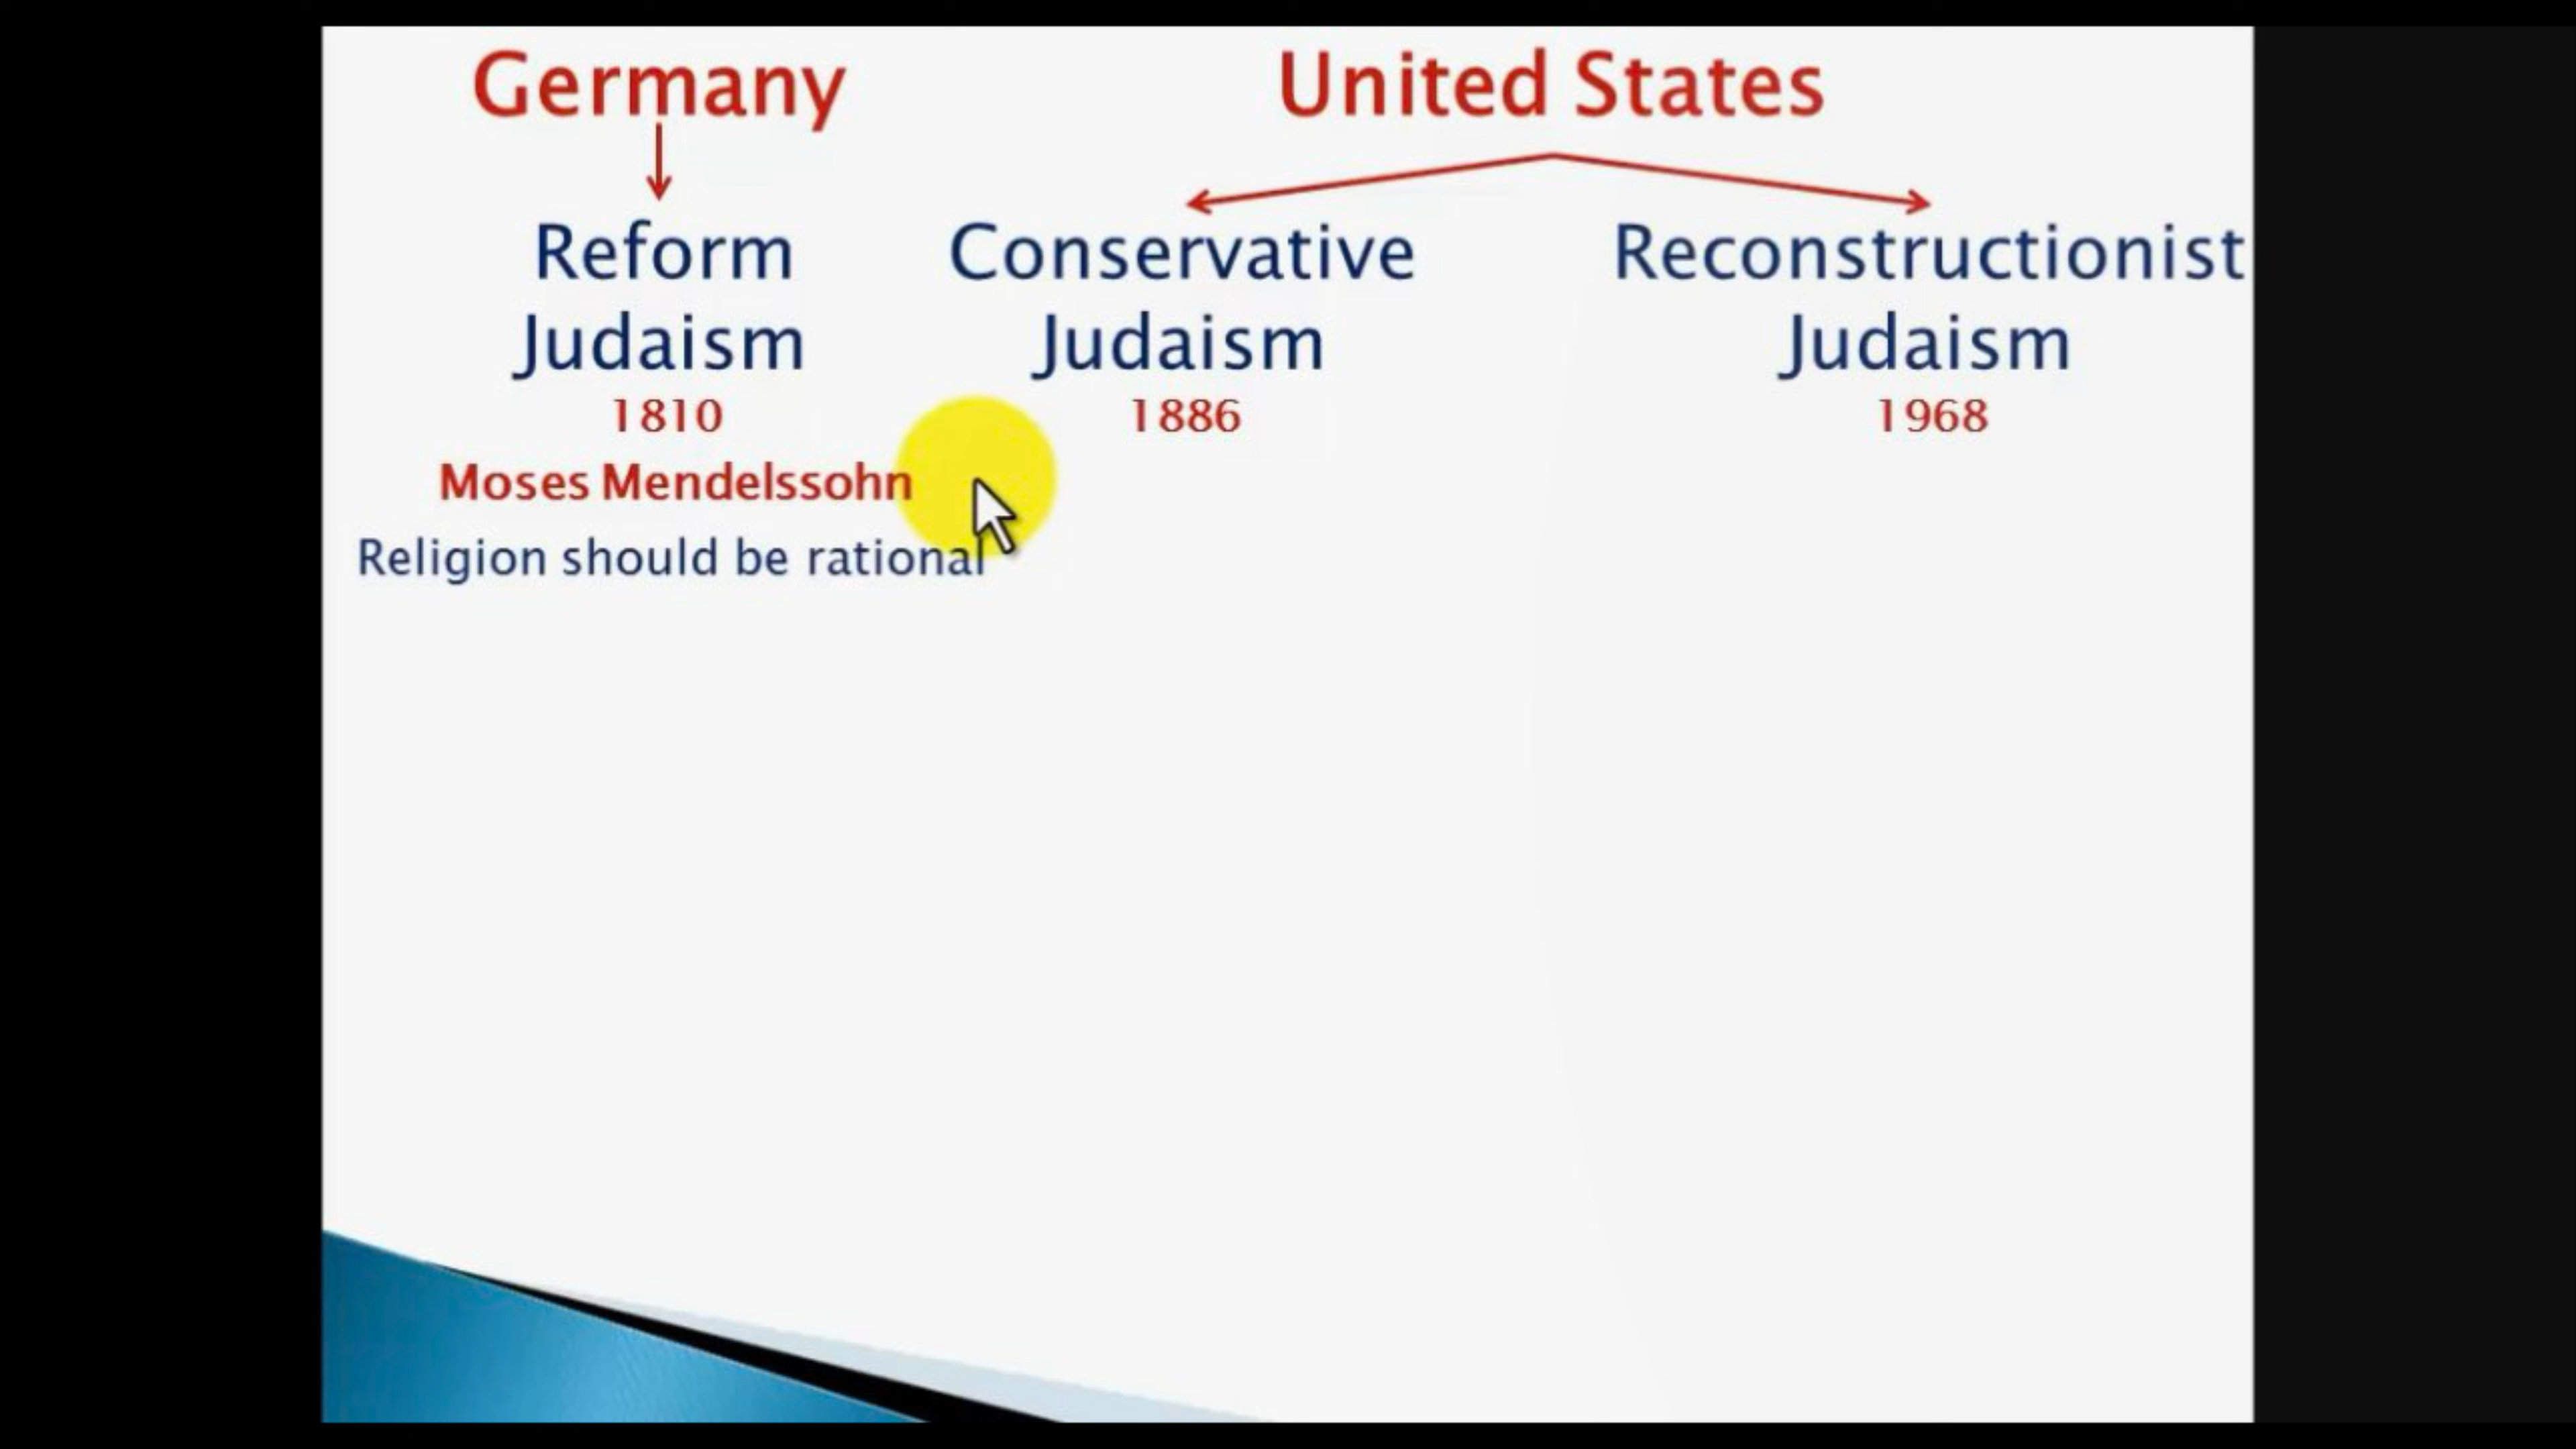 Germany
United States
Reform
Judaism
1810
Moses Mendelssohn
Religion should be rational
Conservative
Judaism
1886
Reconstructionist
Judaism
1968